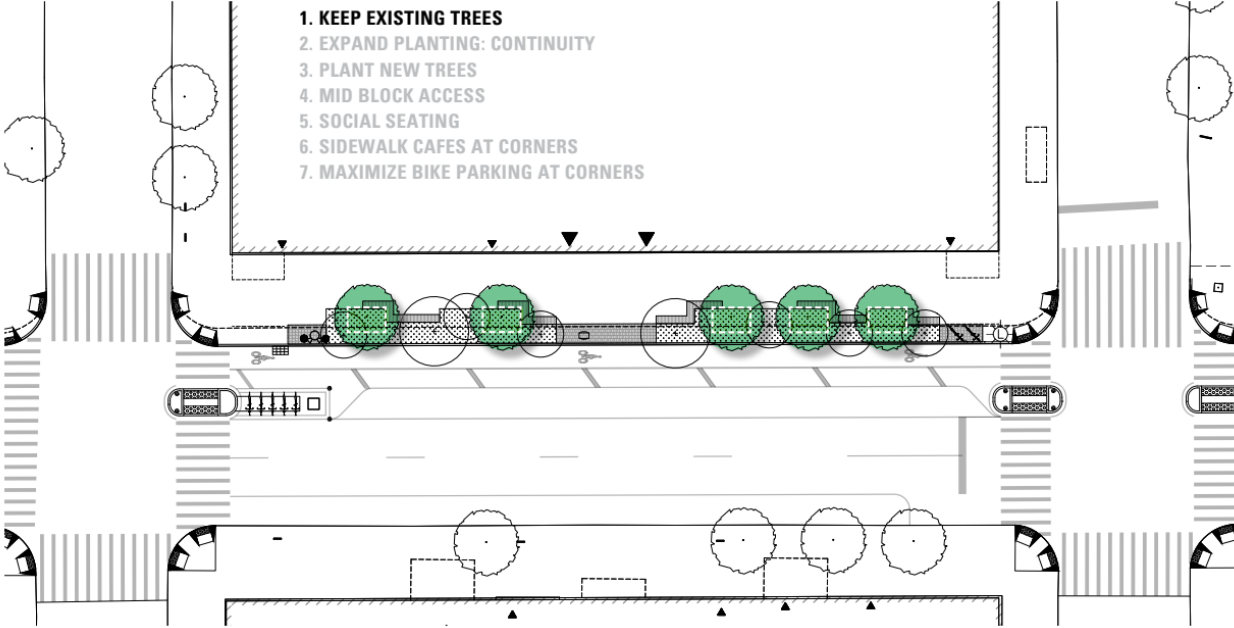 1. KEEP EXISTING TREES
2. EXPAND PLANTING: CONTINUITY
3. PLANT NEW TREES
4. MID BLOCK ACCESS
5. SOCIAL SEATING
6. SIDEWALK CAFES AT CORNERS
7. MAXIMIZE BIKE PARKING AT CORNERS